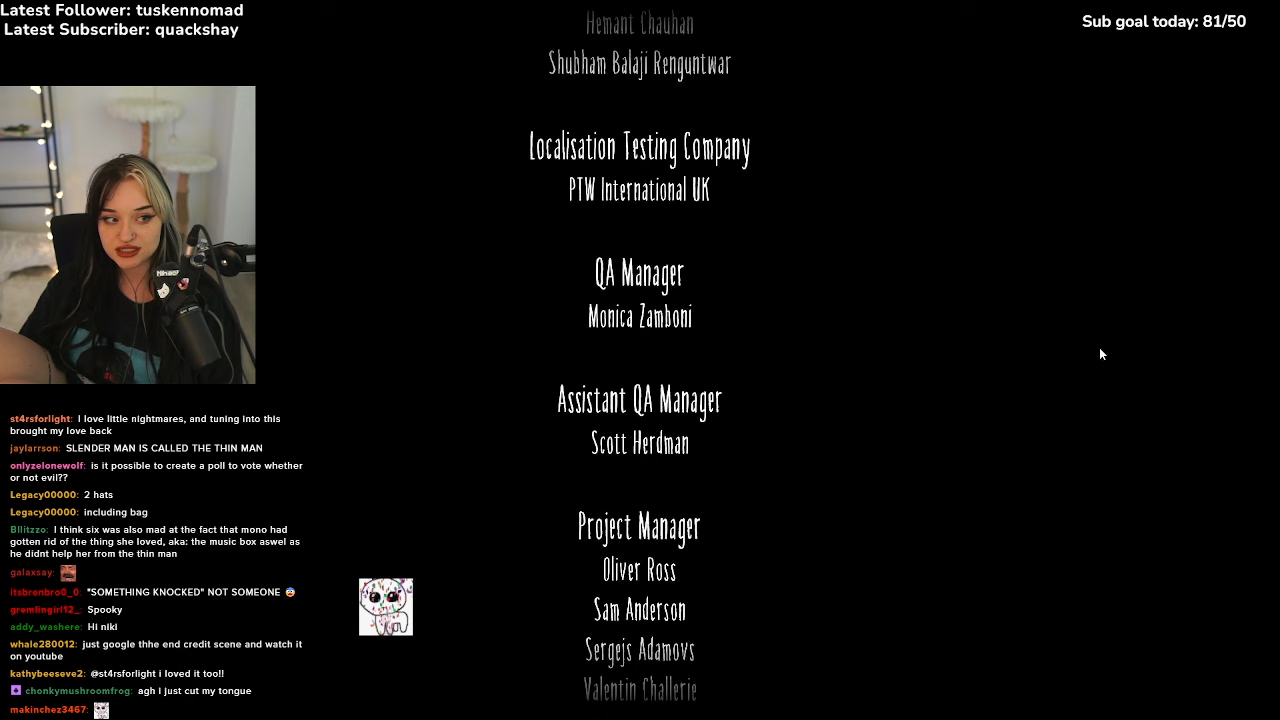 Latest Follower: tuskennomad
Latest Subscriber: quackshay
Sub goal today: 81/50
Hemant Chauhan
Shubham Balaji Renguntwar
Localisation Testing Company
PTW International UK
QA Manager
Monica Zamboni
Assistant QA Manager
Scott Herdman
Project Manager
Oliver Ross
Sam Anderson
Sergejs Adamovs
Valentin Challerie
st4rsforlight: I love little nightmares, and tuning into this
brought my love back
jaylarrson: SLENDER MAN IS CALLED THE THIN MAN
onlyzelonewolf: is it possible to create a poll to vote whether
or not evil??
Legacy00000: 2 hats
Legacy00000: including bag
Bllitzzo: I think six was also mad at the fact that mono had
gotten rid of the thing she loved, aka: the music box aswel as
he didnt help her from the thin man
galaxsay:
itsbrenbro0_0: "SOMETHING KNOCKED" NOT SOMEONE
gremlingirl12_: Spooky
addy_washere: Hi niki
whale280012: just google thhe end credit scene and watch it
on youtube
kathybeeseve2: @st4rsforlight i loved it too!!
chonkymushroomfrog: agh i just cut my tongue
makinchez3467: